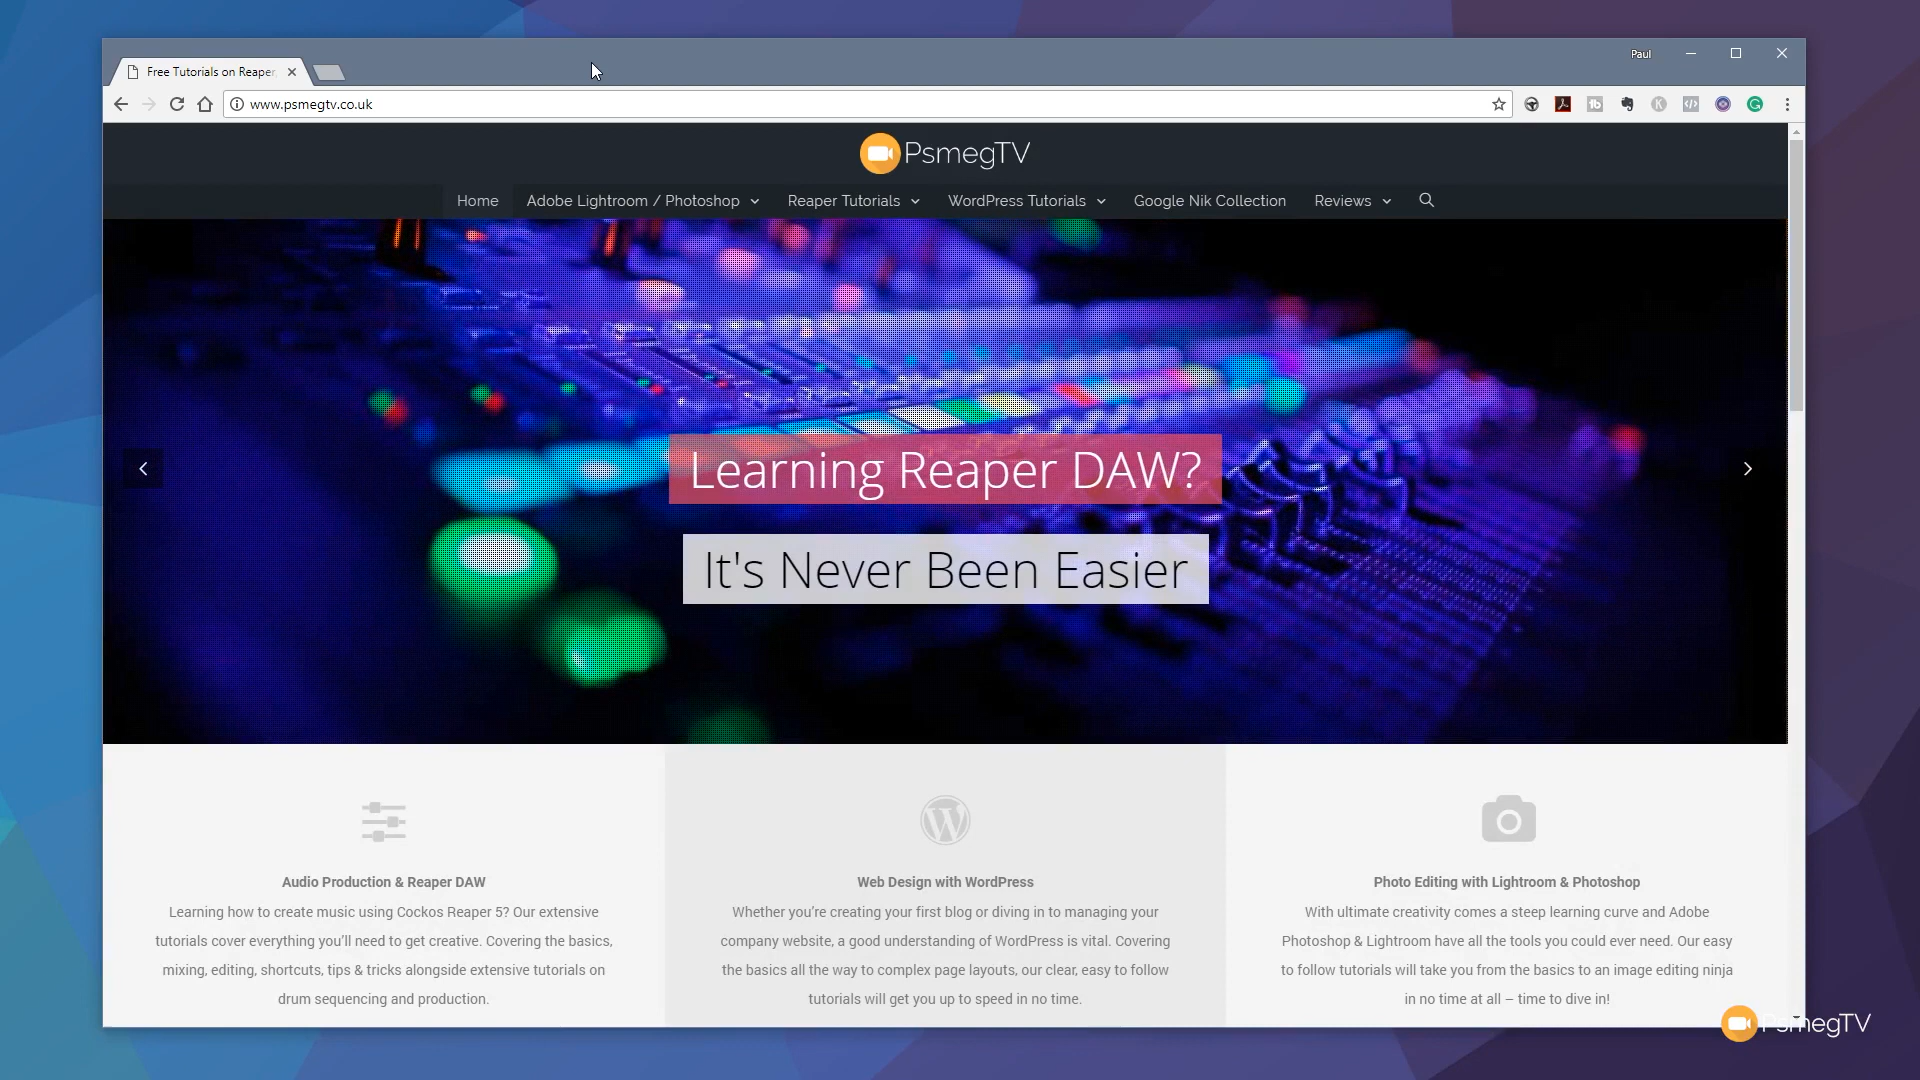 Paul
Free Tutorials on Reaper
www.psmegtv.co.uk
PsmegTV
Home Adobe Lightroom / Photoshop Reaper Tutorials WordPress Tutorials Google Nik Collection Reviews
Learning Reaper DAW?
It's Never Been Easier
Audio Production & Reaper DAW
Learning how to create music using Cockos Reaper 5? Our extensive
tutorials cover everything you'll need to get creative. Covering the basics,
mixing, editing, shortcuts, tips & tricks alongside extensive tutorials on
drum sequencing and production.
Web Design with WordPress
Whether you're creating your first blog or diving in to managing your
company website, a good understanding of WordPress is vital. Covering
the basics all the way to complex page layouts, our clear, easy to follow
tutorials will get you up to speed in no time.
Photo Editing with Lightroom & Photoshop
With ultimate creativity comes a steep learning curve and Adobe
Photoshop & Lightroom have all the tools you could ever need. Our easy
to follow tutorials will take you from the basics to an image editing ninja
in no time at all – time to dive in!
PsmegTV